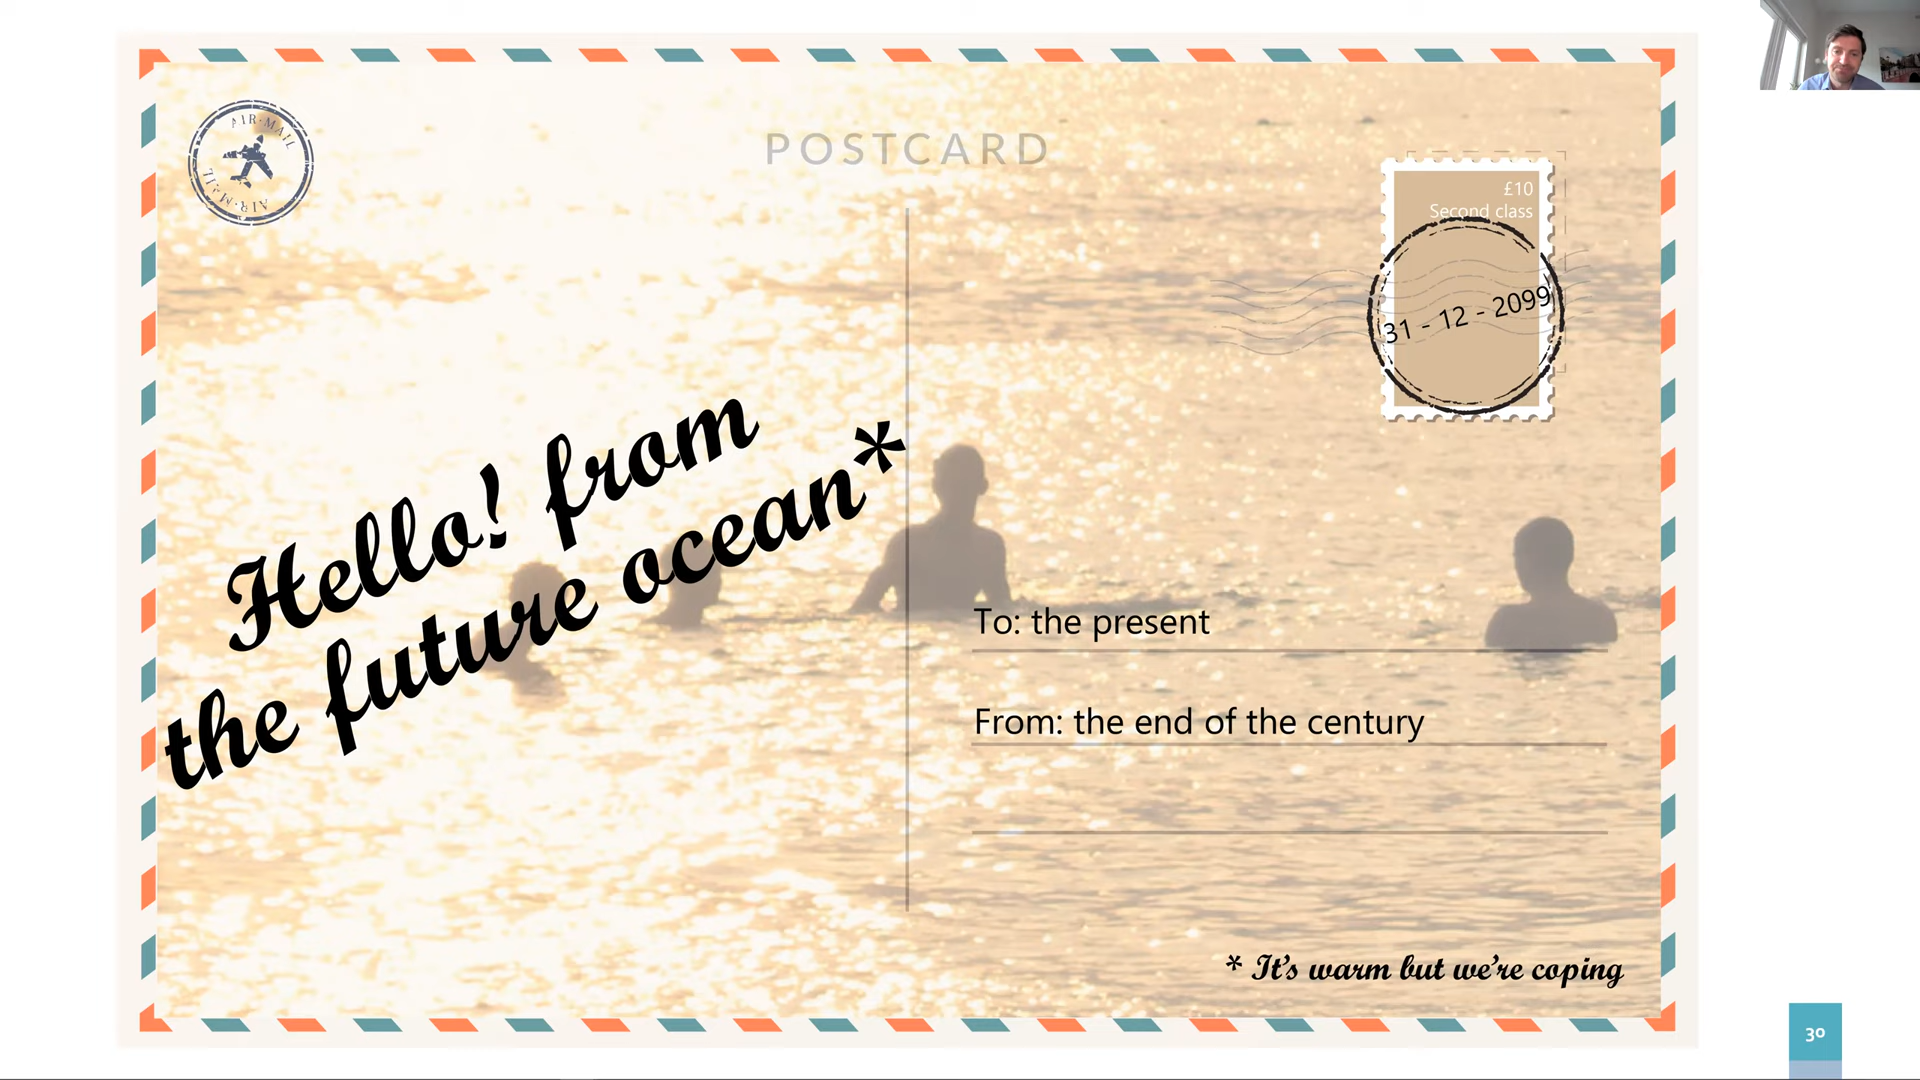 AIR-MAIL
AIR-MAIL
POSTCARD
£10
Second class
31 - 12 - 2099
Hello! from
the future ocean*
To: the present
From: the end of the century
* It's warm but we're coping
30